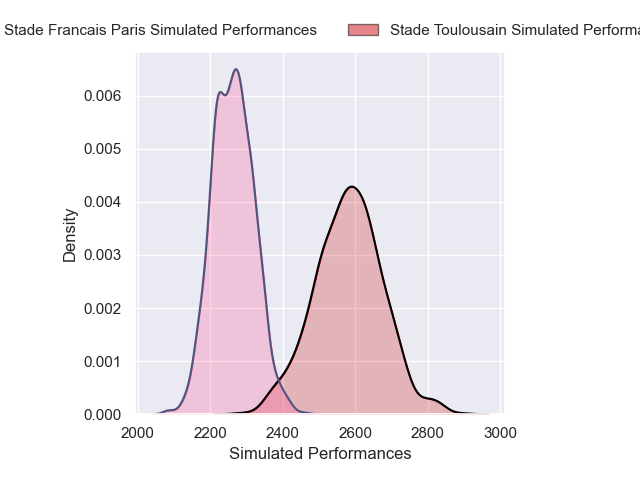 Stade Francais Paris Simulated Performances
Stade Toulousain Simulated
0.006
0.005
0.004
0.003
0.002
0.001
0.000
Density
2000 2200 2400 2600 2800 3000
Simulated Performances